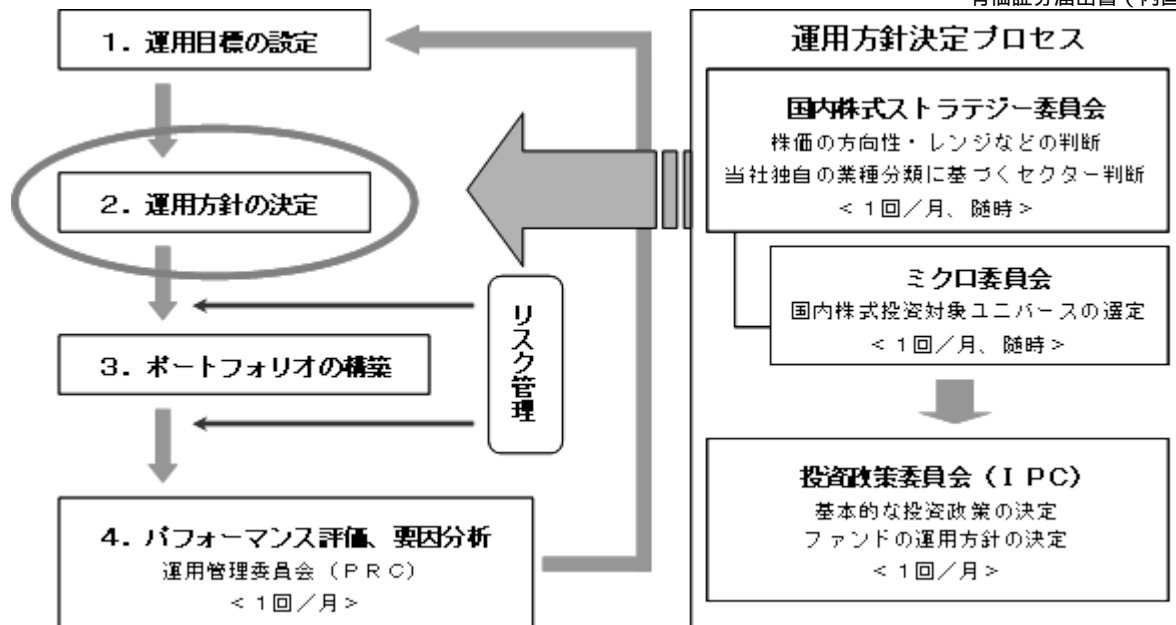 1．運用目標の設定
2．運用方針の決定
3．ポートフォリオの構築
4．パフォーマンス評価、要因分析
運用管理委員会（ＰＲＣ）
＜１回／月＞
リスク管理
運用方針決定プロセス
国内株式ストラテジー委員会
株価の方向性・レンジなどの判断
当社独自の業種分類に基づくセクター判断
＜１回／月、随時＞
ミクロ委員会
国内株式投資対象ユニバースの選定
＜１回／月、随時＞
投資政策委員会（ＩＰＣ）
基本的な投資政策の決定
ファンドの運用方針の決定
＜１回／月＞